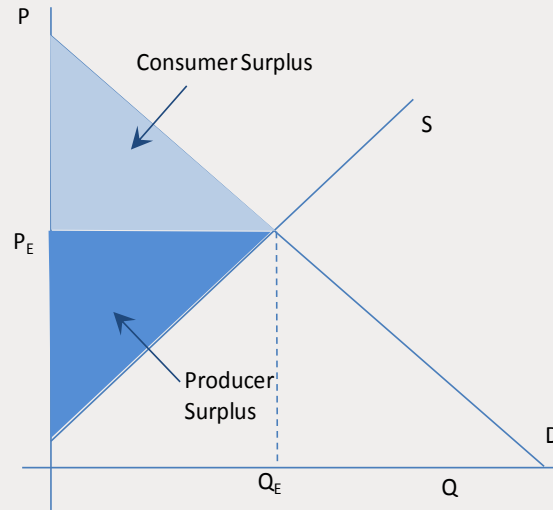 P
Consumer Surplus
S
P_E
Producer
Surplus
D
Q_E
Q